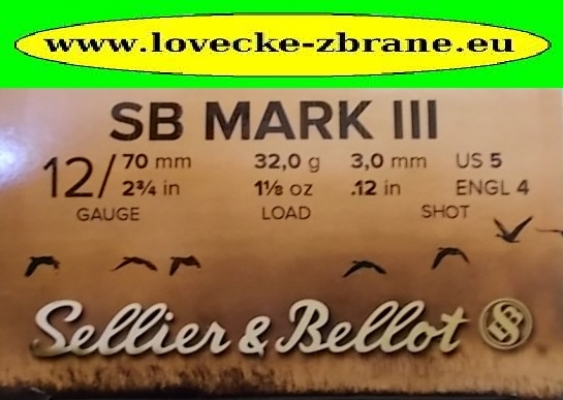 www.lovecke-zbrane.eu
SB MARK III
12/ 70 mm 32,0 g 3,0 mm US 5
2¾ in 1⅛ oz .12 in ENGL 4
GAUGE LOAD SHOT
Sellier & Bellot SB